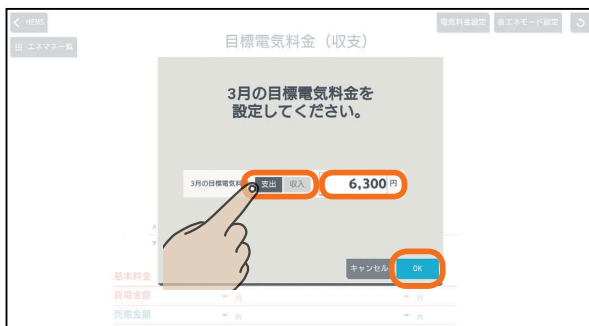 HEMS
電気料金設定
省エネモード設定
エネマネ一覧
目標電気料金（収支）
3月の目標電気料金を
設定してください。
3月の目標電気料
支出
収入
6,300 円
キャンセル
OK
基本料金
買電金額
- 円
- 円
売電金額
- 円
- 円